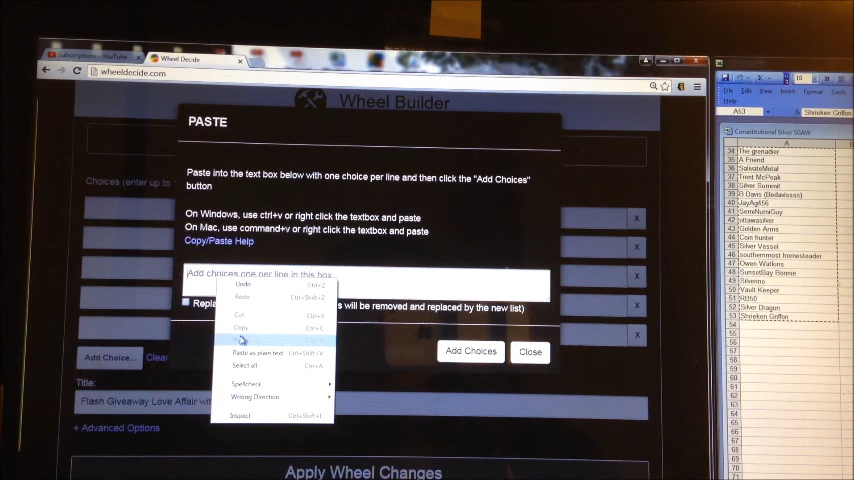 Subscriptions - YouTube
Wheel Decide
wheeldecide.com
Wheel Builder
PASTE
Paste into the text box below with one choice per line and then click the "Add Choices"
button
On Windows, use ctrl+v or right click the textbox and paste
On Mac, use command+v or right click the textbox and paste
Copy/Paste Help
Add choices one per line in this box
Undo Ctrl+Z
Redo Ctrl+Shift+Z
Cut Ctrl+X
Copy Ctrl+C
Paste as plain text Ctrl+Shift+V
Select all Ctrl+A
Spellcheck
Writing Direction
Inspect Ctrl+Shift+I
Repla
s will be removed and replaced by the new list)
Add Choices
Close
Choices (enter up to
X
X
X
X
X
Add Choice...
Clear
Title:
Flash Giveaway Love Affair wit
+ Advanced Options
Apply Wheel Changes
10
File Edit View Insert Format Tools
Help
A53
Shrieken Griffon
Constitutional Silver SGAW
A
34 The grenadier
35 A Friend
36 SalivateMetal
37 Trent McPeak
38 Silver Summit
39 B Davis (Bedavissss)
40 JayAg456
41 SemiNumiGuy
42 ottawasilver
43 Golden Arms
44 Coin hunter
45 Silver Vessel
46 southernmost homesteader
47 Owen Watkins
48 SunsetBay Bennie
49 Silverino
50 Vault Keeper
51 RB50
52 Silver Dragon
53 Shrieken Griffon
54
55
56
57
58
59
60
61
62
63
64
65
66
67
68
69
70
71